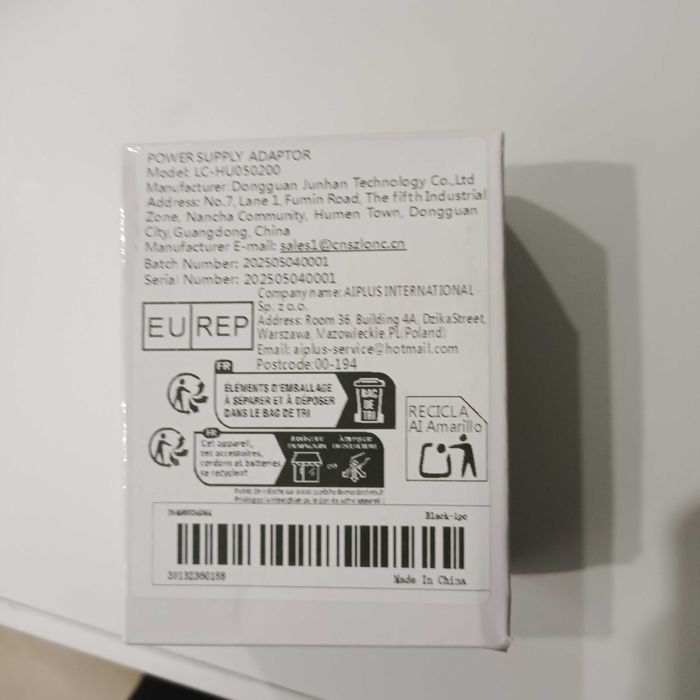 POWER SUPPLY ADAPTOR
Model: LC-HU050200
Manufacturer: Dongguan Junhan Technology Co.,Ltd
Address: No.7, Lane 1, Fumin Road, The fifth Industrial
Zone, Nancha Community, Humen Town, Dongguan
City, Guangdong, China
Manufacturer E-mail: sales1@cnszlonc.cn
Batch Number: 202505040001
Serial Number: 202505040001
EU REP
Company name: AIPLUS INTERNATIONAL
Sp. z o.o.
Address: Room 36, Building 4A, Dzika Street,
Warszawa, Mazowieckie, PL(Poland)
Email: aiplus-service@hotmail.com
Postcode:00-194
FR
ÉLÉMENTS D'EMBALLAGE
À SÉPARER ET À DÉPOSER
DANS LE BAC DE TRI
BAC
DE
TRI
FR
Cet appareil,
ses accessoires,
cordons et batteries
se recyclent
RECICLA
Al Amarillo
Black-1pc
39132360188
Made In China